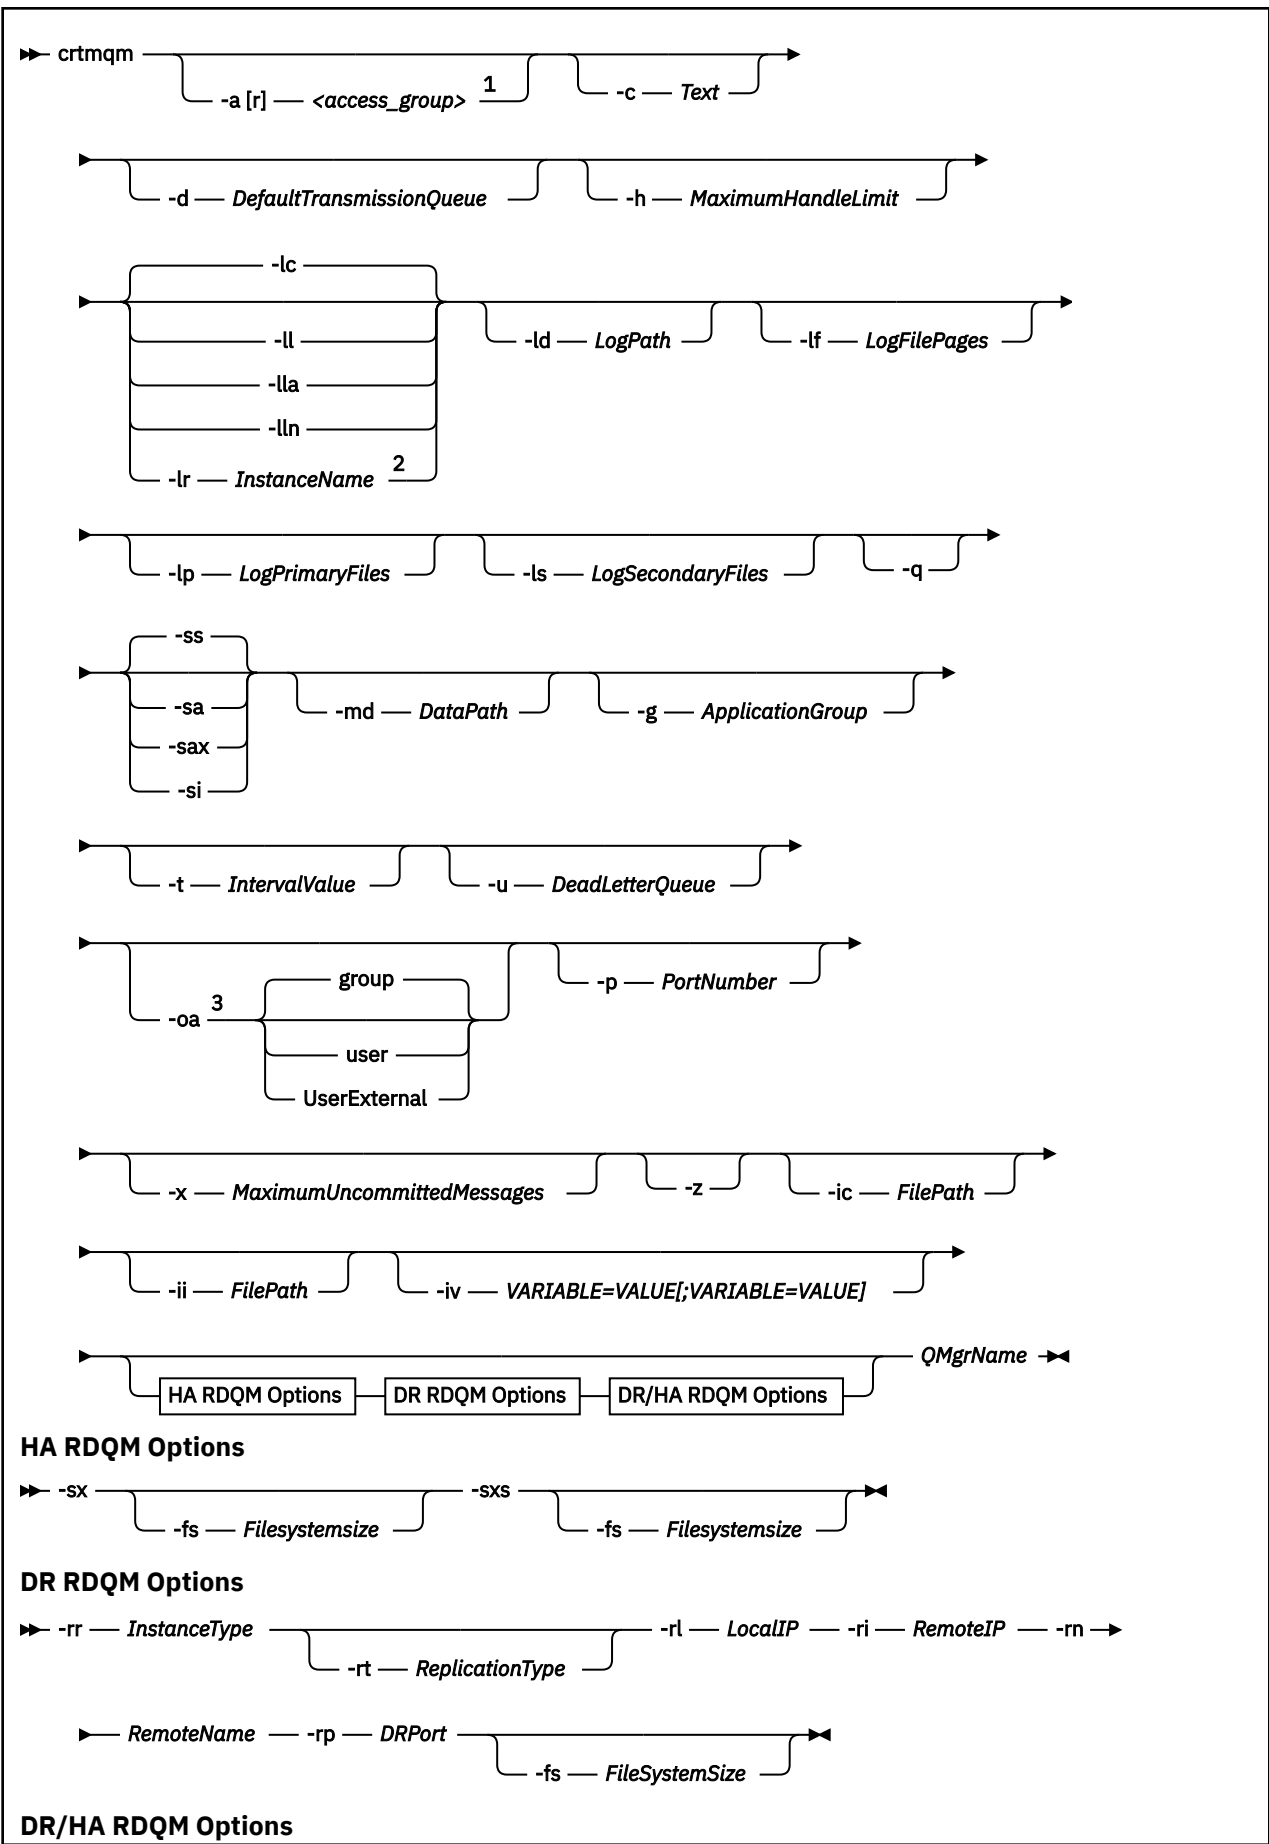 crtmqm
-a [r] <access_group> 1
-c Text
-d DefaultTransmissionQueue
-h MaximumHandleLimit
-lc
-ll
-lla
-lln
-lr InstanceName 2
-ld LogPath
-lf LogFilePages
-lp LogPrimaryFiles
-ls LogSecondaryFiles
-q
-ss
-sa
-sax
-si
-md DataPath
-g ApplicationGroup
-t IntervalValue
-u DeadLetterQueue
-oa 3
group
user
UserExternal
-p PortNumber
-x MaximumUncommittedMessages
-z
-ic FilePath
-ii FilePath
-iv VARIABLE=VALUE[;VARIABLE=VALUE]
QMgrName
HA RDQM Options
DR RDQM Options
DR/HA RDQM Options
HA RDQM Options
-sx
-fs Filesystemsize
-sxs
-fs Filesystemsize
DR RDQM Options
-rr InstanceType
-rt ReplicationType
-rl LocalIP -ri RemoteIP -rn
RemoteName -rp DRPort
-fs FileSystemSize
DR/HA RDQM Options